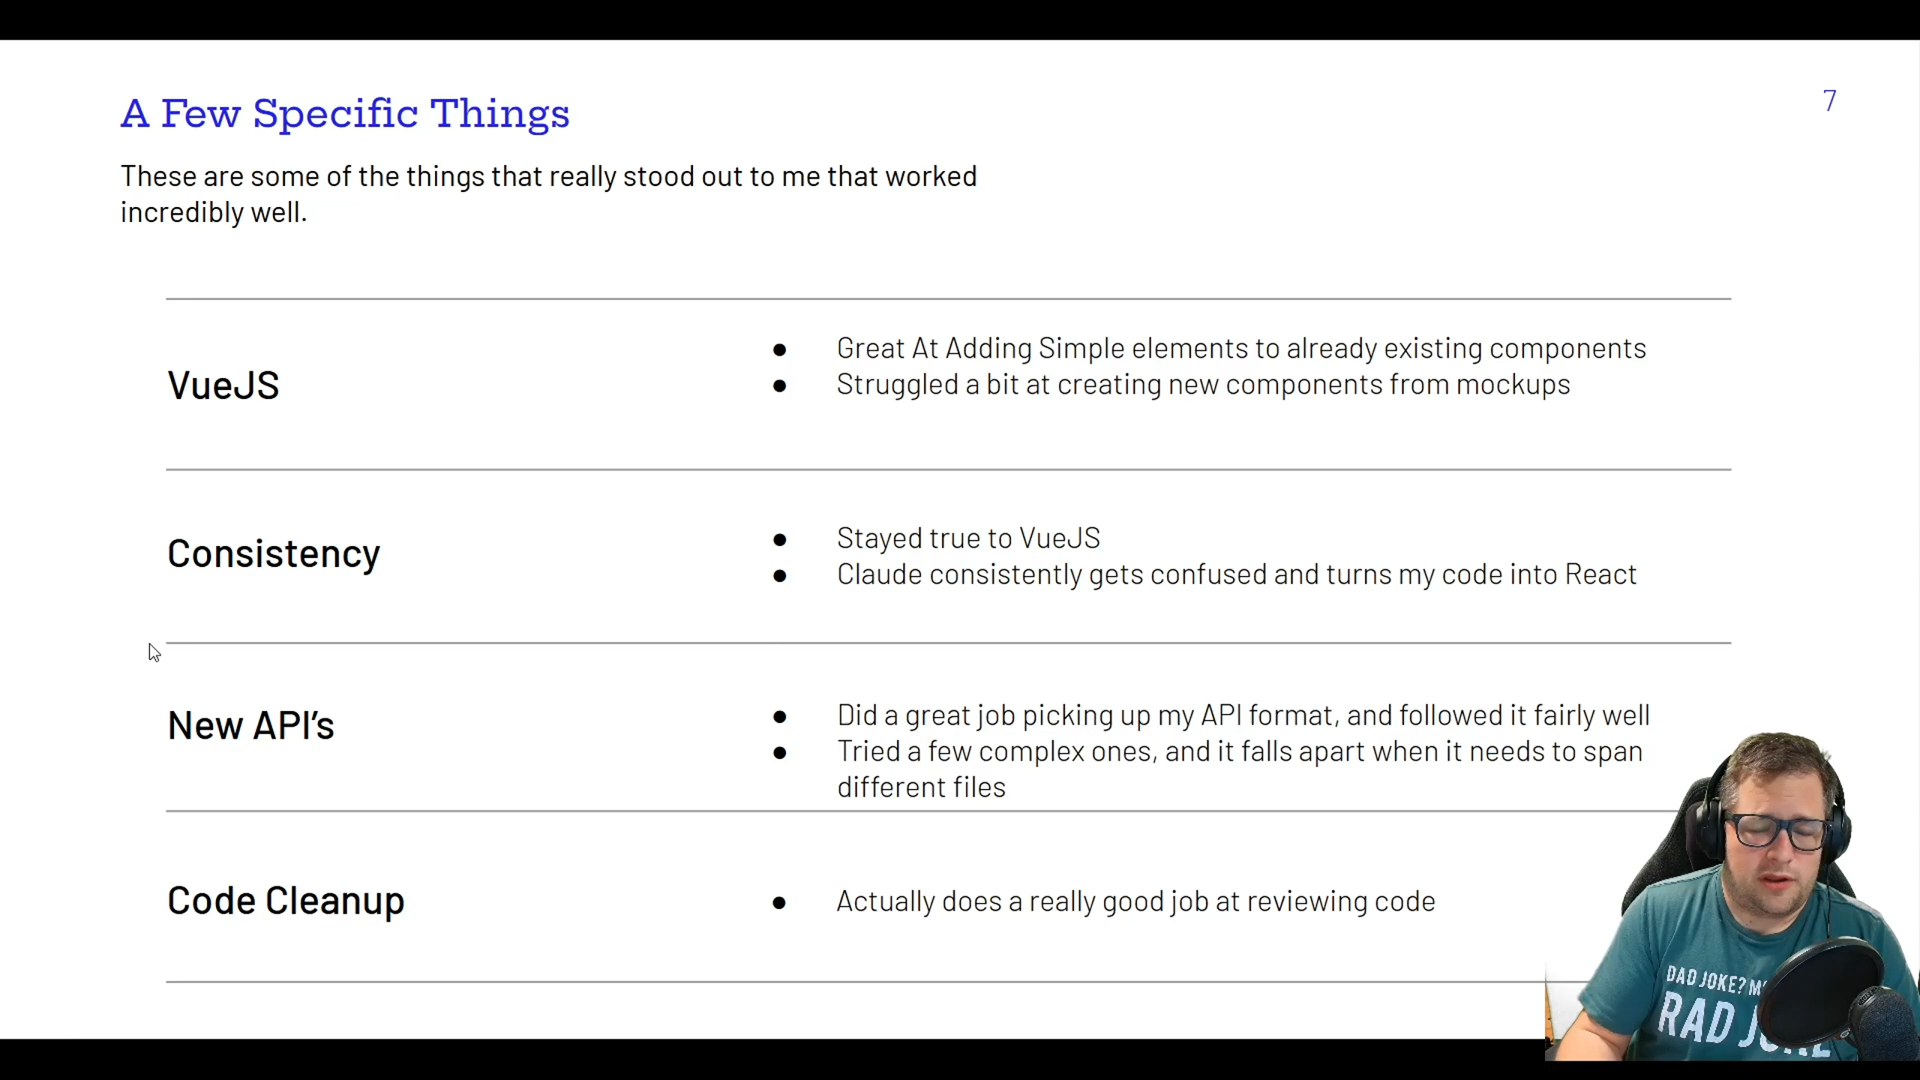 A Few Specific Things
7
These are some of the things that really stood out to me that worked
incredibly well.
VueJS
● Great At Adding Simple elements to already existing components
● Struggled a bit at creating new components from mockups
Consistency
● Stayed true to VueJS
● Claude consistently gets confused and turns my code into React
New API’s
● Did a great job picking up my API format, and followed it fairly well
● Tried a few complex ones, and it falls apart when it needs to span
different files
Code Cleanup
● Actually does a really good job at reviewing code
DAD JOKE?
RAD